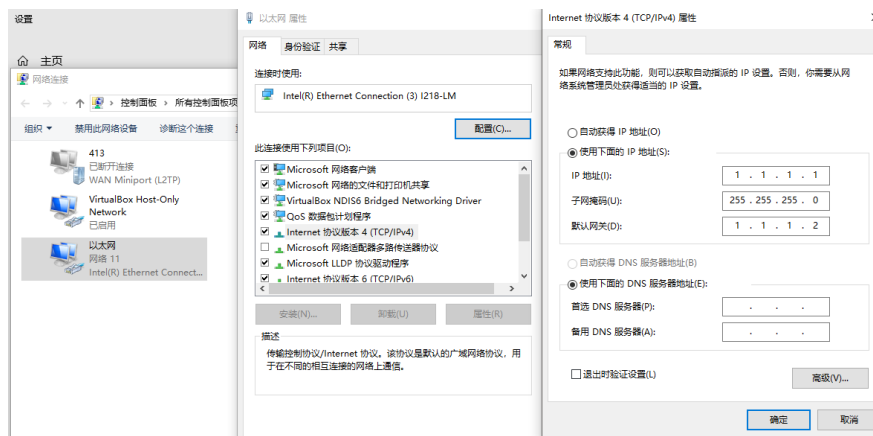 设置
主页
网络连接
控制面板 › 所有控制面板项
组织 禁用此网络设备 诊断这个连接
413
已断开连接
WAN Miniport (L2TP)
VirtualBox Host-Only
Network
已启用
以太网
网络 11
Intel(R) Ethernet Connect...
以太网 属性
网络 身份验证 共享
连接时使用:
Intel(R) Ethernet Connection (3) I218-LM
配置(C)...
此连接使用下列项目(O):
Microsoft 网络客户端
Microsoft 网络的文件和打印机共享
VirtualBox NDIS6 Bridged Networking Driver
QoS 数据包计划程序
Internet 协议版本 4 (TCP/IPv4)
Microsoft 网络适配器多路传送器协议
Microsoft LLDP 协议驱动程序
Internet 协议版本 6 (TCP/IPv6)
安装(N)... 卸载(U) 属性(R)
描述
传输控制协议/Internet 协议。该协议是默认的广域网络协议，用
于在不同的相互连接的网络上通信。
Internet 协议版本 4 (TCP/IPv4) 属性
常规
如果网络支持此功能，则可以获取自动指派的 IP 设置。否则，你需要从网
络系统管理员处获得适当的 IP 设置。
自动获得 IP 地址(O)
使用下面的 IP 地址(S):
IP 地址(I): 1 . 1 . 1 . 1
子网掩码(U): 255 . 255 . 255 . 0
默认网关(D): 1 . 1 . 1 . 2
自动获得 DNS 服务器地址(B)
使用下面的 DNS 服务器地址(E):
首选 DNS 服务器(P): . . .
备用 DNS 服务器(A): . . .
退出时验证设置(L)
高级(V)...
确定 取消